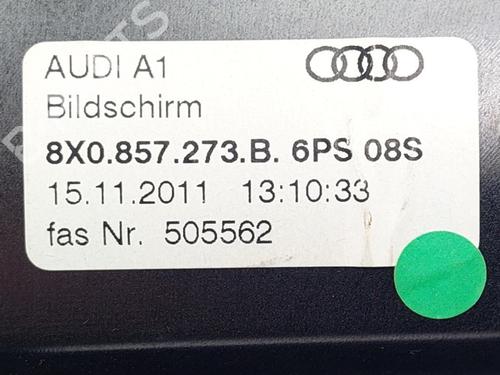 AUDI A1
Bildschirm
8X0.857.273.B. 6PS 08S
15.11.2011 13:10:33
fas Nr. 505562